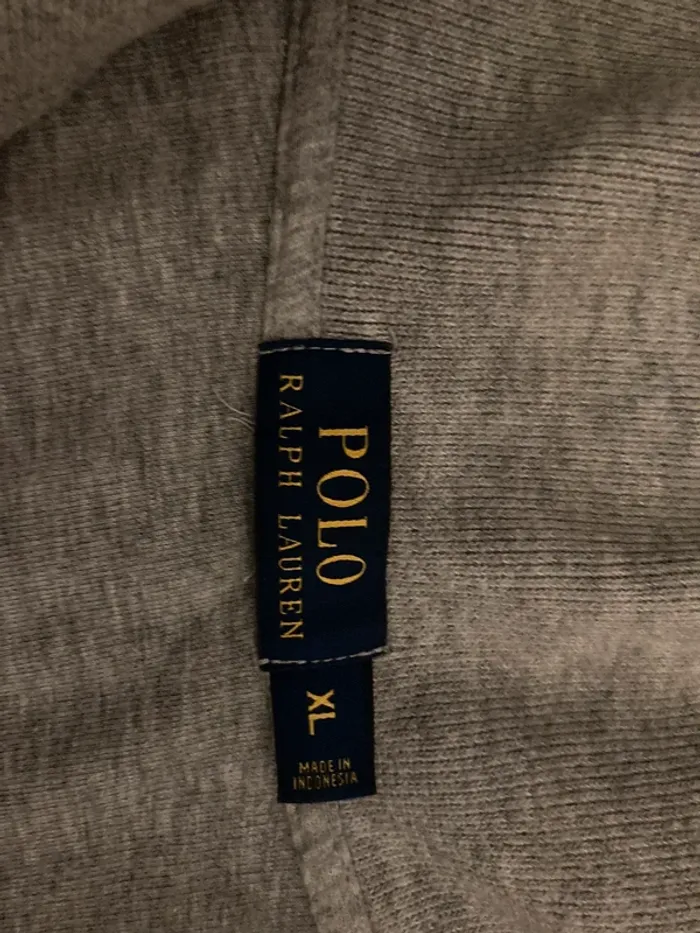 POLO
RALPH LAUREN
XL
MADE IN
INDONESIA